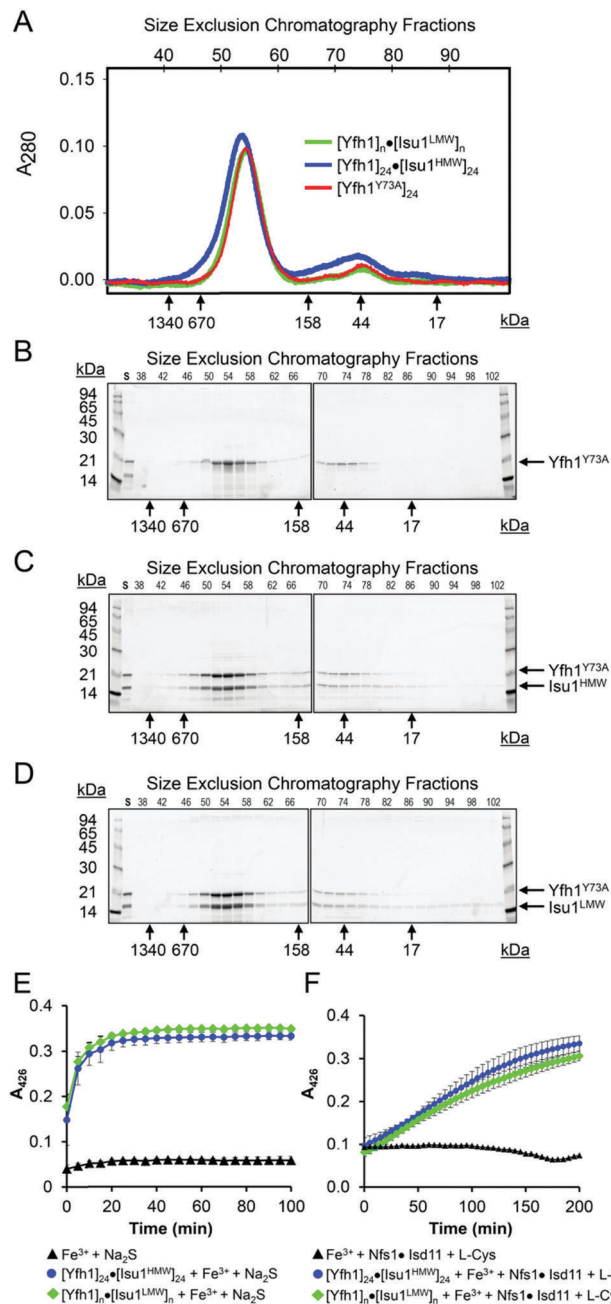 A
Size Exclusion Chromatography Fractions
40 50 60 70 80 90
0.15
0.10
0.05
0.00
A280
[Yfh1]n●[Isu1LMW]n
[Yfh1]24●[Isu1HMW]24
[Yfh1Y73A]24
1340 670 158 44 17 kDa
B
Size Exclusion Chromatography Fractions
kDa S 38 42 46 50 54 58 62 66 70 74 78 82 86 90 94 98 102
94
65
45
30
21
14
Yfh1Y73A
1340 670 158 44 17 kDa
C
Size Exclusion Chromatography Fractions
kDa S 38 42 46 50 54 58 62 66 70 74 78 82 86 90 94 98 102
94
65
45
30
21
14
Yfh1Y73A
Isu1HMW
1340 670 158 44 17 kDa
D
Size Exclusion Chromatography Fractions
kDa S 38 42 46 50 54 58 62 66 70 74 78 82 86 90 94 98 102
94
65
45
30
21
14
Yfh1Y73A
Isu1LMW
1340 670 158 44 17 kDa
E
0.4
0.3
0.2
0.1
0
A426
0 20 40 60 80 100
Time (min)
Fe3+ + Na2S
[Yfh1]24●[Isu1HMW]24 + Fe3+ + Na2S
[Yfh1]n●[Isu1LMW]n + Fe3+ + Na2S
F
0.4
0.3
0.2
0.1
0
A426
0 50 100 150 200
Time (min)
Fe3+ + Nfs1● Isd11 + L-Cys
[Yfh1]24●[Isu1HMW]24 + Fe3+ + Nfs1● Isd11 + L-
[Yfh1]n●[Isu1LMW]n + Fe3+ + Nfs1● Isd11 + L-C